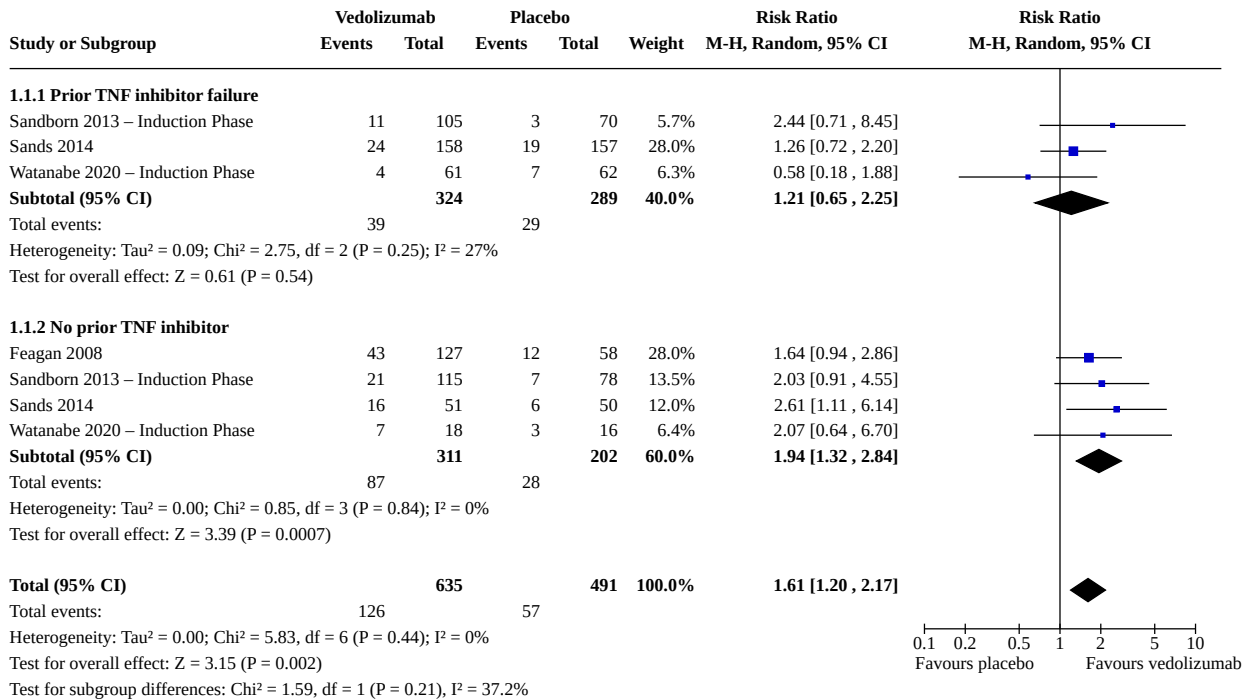 Vedolizumab Placebo Risk Ratio Risk Ratio
Study or Subgroup Events Total Events Total Weight M-H, Random, 95% CI M-H, Random, 95% CI
1.1.1 Prior TNF inhibitor failure
Sandborn 2013 – Induction Phase 11 105 3 70 5.7% 2.44 [0.71 , 8.45]
Sands 2014 24 158 19 157 28.0% 1.26 [0.72 , 2.20]
Watanabe 2020 – Induction Phase 4 61 7 62 6.3% 0.58 [0.18 , 1.88]
Subtotal (95% CI) 324 289 40.0% 1.21 [0.65 , 2.25]
Total events: 39 29
Heterogeneity: Tau² = 0.09; Chi² = 2.75, df = 2 (P = 0.25); I² = 27%
Test for overall effect: Z = 0.61 (P = 0.54)
1.1.2 No prior TNF inhibitor
Feagan 2008 43 127 12 58 28.0% 1.64 [0.94 , 2.86]
Sandborn 2013 – Induction Phase 21 115 7 78 13.5% 2.03 [0.91 , 4.55]
Sands 2014 16 51 6 50 12.0% 2.61 [1.11 , 6.14]
Watanabe 2020 – Induction Phase 7 18 3 16 6.4% 2.07 [0.64 , 6.70]
Subtotal (95% CI) 311 202 60.0% 1.94 [1.32 , 2.84]
Total events: 87 28
Heterogeneity: Tau² = 0.00; Chi² = 0.85, df = 3 (P = 0.84); I² = 0%
Test for overall effect: Z = 3.39 (P = 0.0007)
Total (95% CI) 635 491 100.0% 1.61 [1.20 , 2.17]
Total events: 126 57
Heterogeneity: Tau² = 0.00; Chi² = 5.83, df = 6 (P = 0.44); I² = 0%
0.1 0.2 0.5 1 2 5 10
Test for overall effect: Z = 3.15 (P = 0.002) Favours placebo Favours vedolizumab
Test for subgroup differences: Chi² = 1.59, df = 1 (P = 0.21), I² = 37.2%